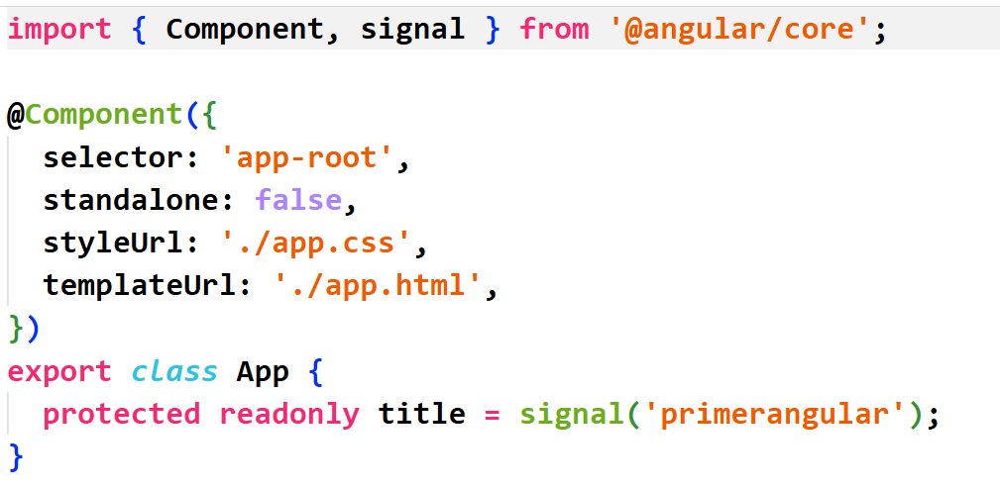 import { Component, signal } from '@angular/core';
@Component({
selector: 'app-root',
standalone: false,
styleUrl: './app.css',
templateUrl: './app.html',
})
export class App {
protected readonly title = signal('primerangular');
}